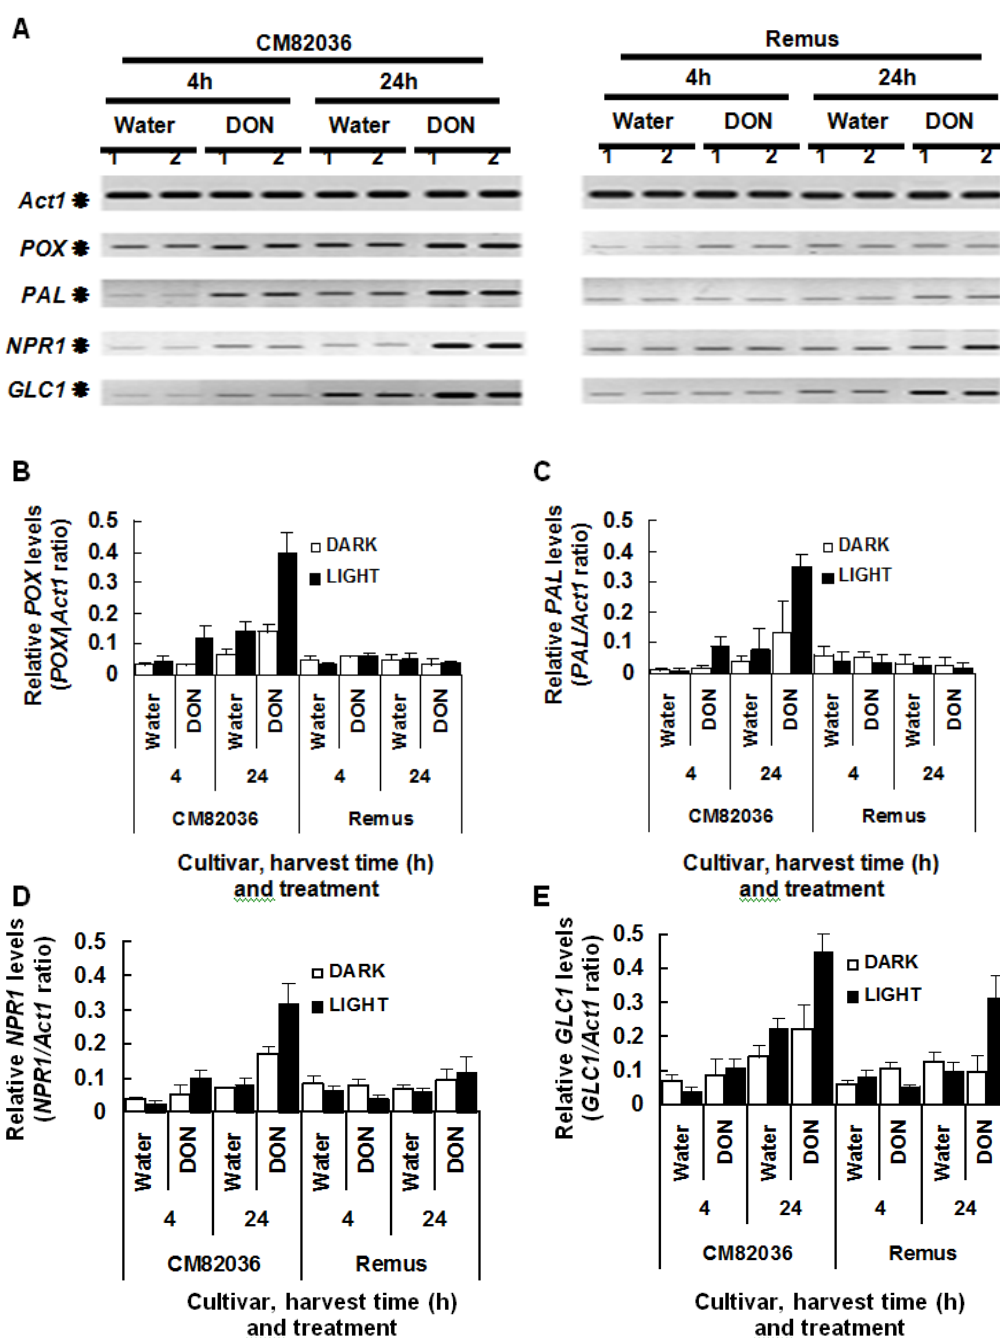 A
CM82036
Remus
4h
24h
4h
24h
Water
DON
Water
DON
Water
DON
Water
DON
1 2 1 2 1 2 1 2
1 2 1 2 1 2 1 2
Act1 *
POX *
PAL *
NPR1 *
GLC1 *
B
Relative POX levels
(POX/Act1 ratio)
0.5
0.4
0.3
0.2
0.1
0
DARK
LIGHT
Water
DON
Water
DON
Water
DON
Water
DON
4
24
4
24
CM82036
Remus
Cultivar, harvest time (h)
and treatment
C
Relative PAL levels
(PAL/Act1 ratio)
0.5
0.4
0.3
0.2
0.1
0
DARK
LIGHT
Water
DON
Water
DON
Water
DON
Water
DON
4
24
4
24
CM82036
Remus
Cultivar, harvest time (h)
and treatment
D
Relative NPR1 levels
(NPR1/Act1 ratio)
0.5
0.4
0.3
0.2
0.1
0
DARK
LIGHT
Water
DON
Water
DON
Water
DON
Water
DON
4
24
4
24
CM82036
Remus
Cultivar, harvest time (h)
and treatment
E
Relative GLC1 levels
(GLC1/Act1 ratio)
0.5
0.4
0.3
0.2
0.1
0
DARK
LIGHT
Water
DON
Water
DON
Water
DON
Water
DON
4
24
4
24
CM82036
Remus
Cultivar, harvest time (h)
and treatment